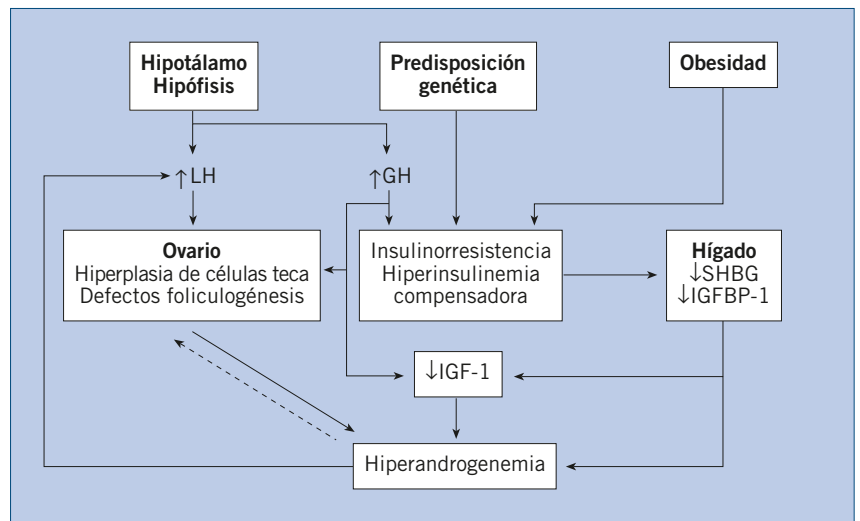 Hipotálamo
Hipófisis
Predisposición
genética
Obesidad
↑LH
↑GH
Ovario
Hiperplasia de células teca
Defectos foliculogénesis
Insulinorresistencia
Hiperinsulinemia
compensadora
Hígado
↓SHBG
↓IGFBP-1
↓IGF-1
Hiperandrogenemia